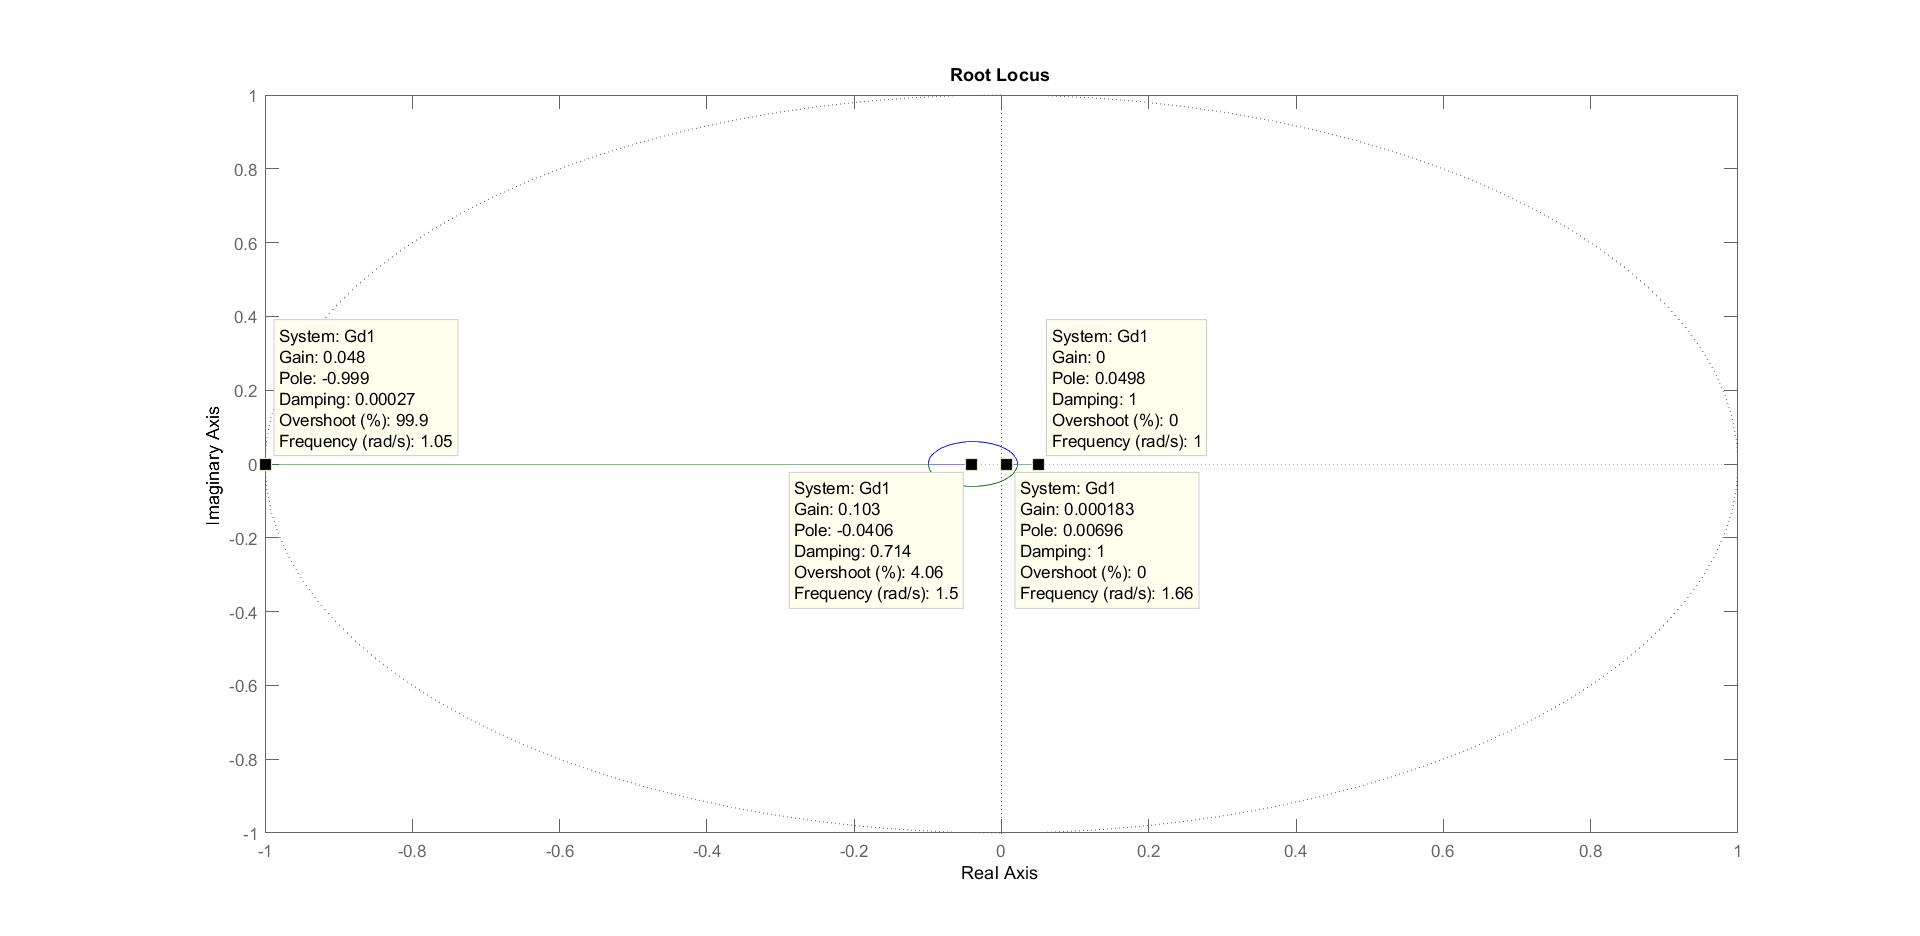 Root Locus
1
0.8
0.6
0.4
0.2
0
-0.2
-0.4
-0.6
-0.8
-1
Imaginary Axis
System: Gd1
Gain: 0.048
Pole: -0.999
Damping: 0.00027
Overshoot (%): 99.9
Frequency (rad/s): 1.05
System: Gd1
Gain: 0
Pole: 0.0498
Damping: 1
Overshoot (%): 0
Frequency (rad/s): 1
System: Gd1
Gain: 0.103
Pole: -0.0406
Damping: 0.714
Overshoot (%): 4.06
Frequency (rad/s): 1.5
System: Gd1
Gain: 0.000183
Pole: 0.00696
Damping: 1
Overshoot (%): 0
Frequency (rad/s): 1.66
-1 -0.8 -0.6 -0.4 -0.2 0 0.2 0.4 0.6 0.8 1
Real Axis